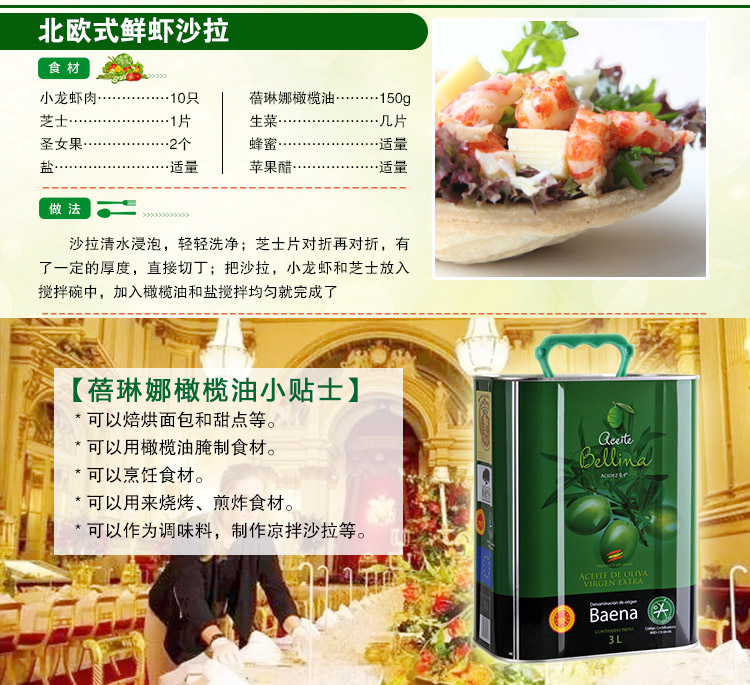 北欧式鲜虾沙拉
食材
小龙虾肉……………10只
芝士…………………1片
圣女果………………2个
盐……………………适量
蓓琳娜橄榄油………150g
生菜…………………几片
蜂蜜…………………适量
苹果醋………………适量
做法
沙拉清水浸泡，轻轻洗净；芝士片对折再对折，有
了一定的厚度，直接切丁；把沙拉，小龙虾和芝士放入
搅拌碗中，加入橄榄油和盐搅拌均匀就完成了
【蓓琳娜橄榄油小贴士】
* 可以焙烘面包和甜点等。
* 可以用橄榄油腌制食材。
* 可以烹饪食材。
* 可以用来烧烤、煎炸食材。
* 可以作为调味料，制作凉拌沙拉等。
Aceite
Bellina
ACIDEZ 0,4º
PRODUCE OF SPAIN
ACEITE DE OLIVA
VIRGEN EXTRA
Denominación de origen
Baena
CONTENIDO NETO
3 L